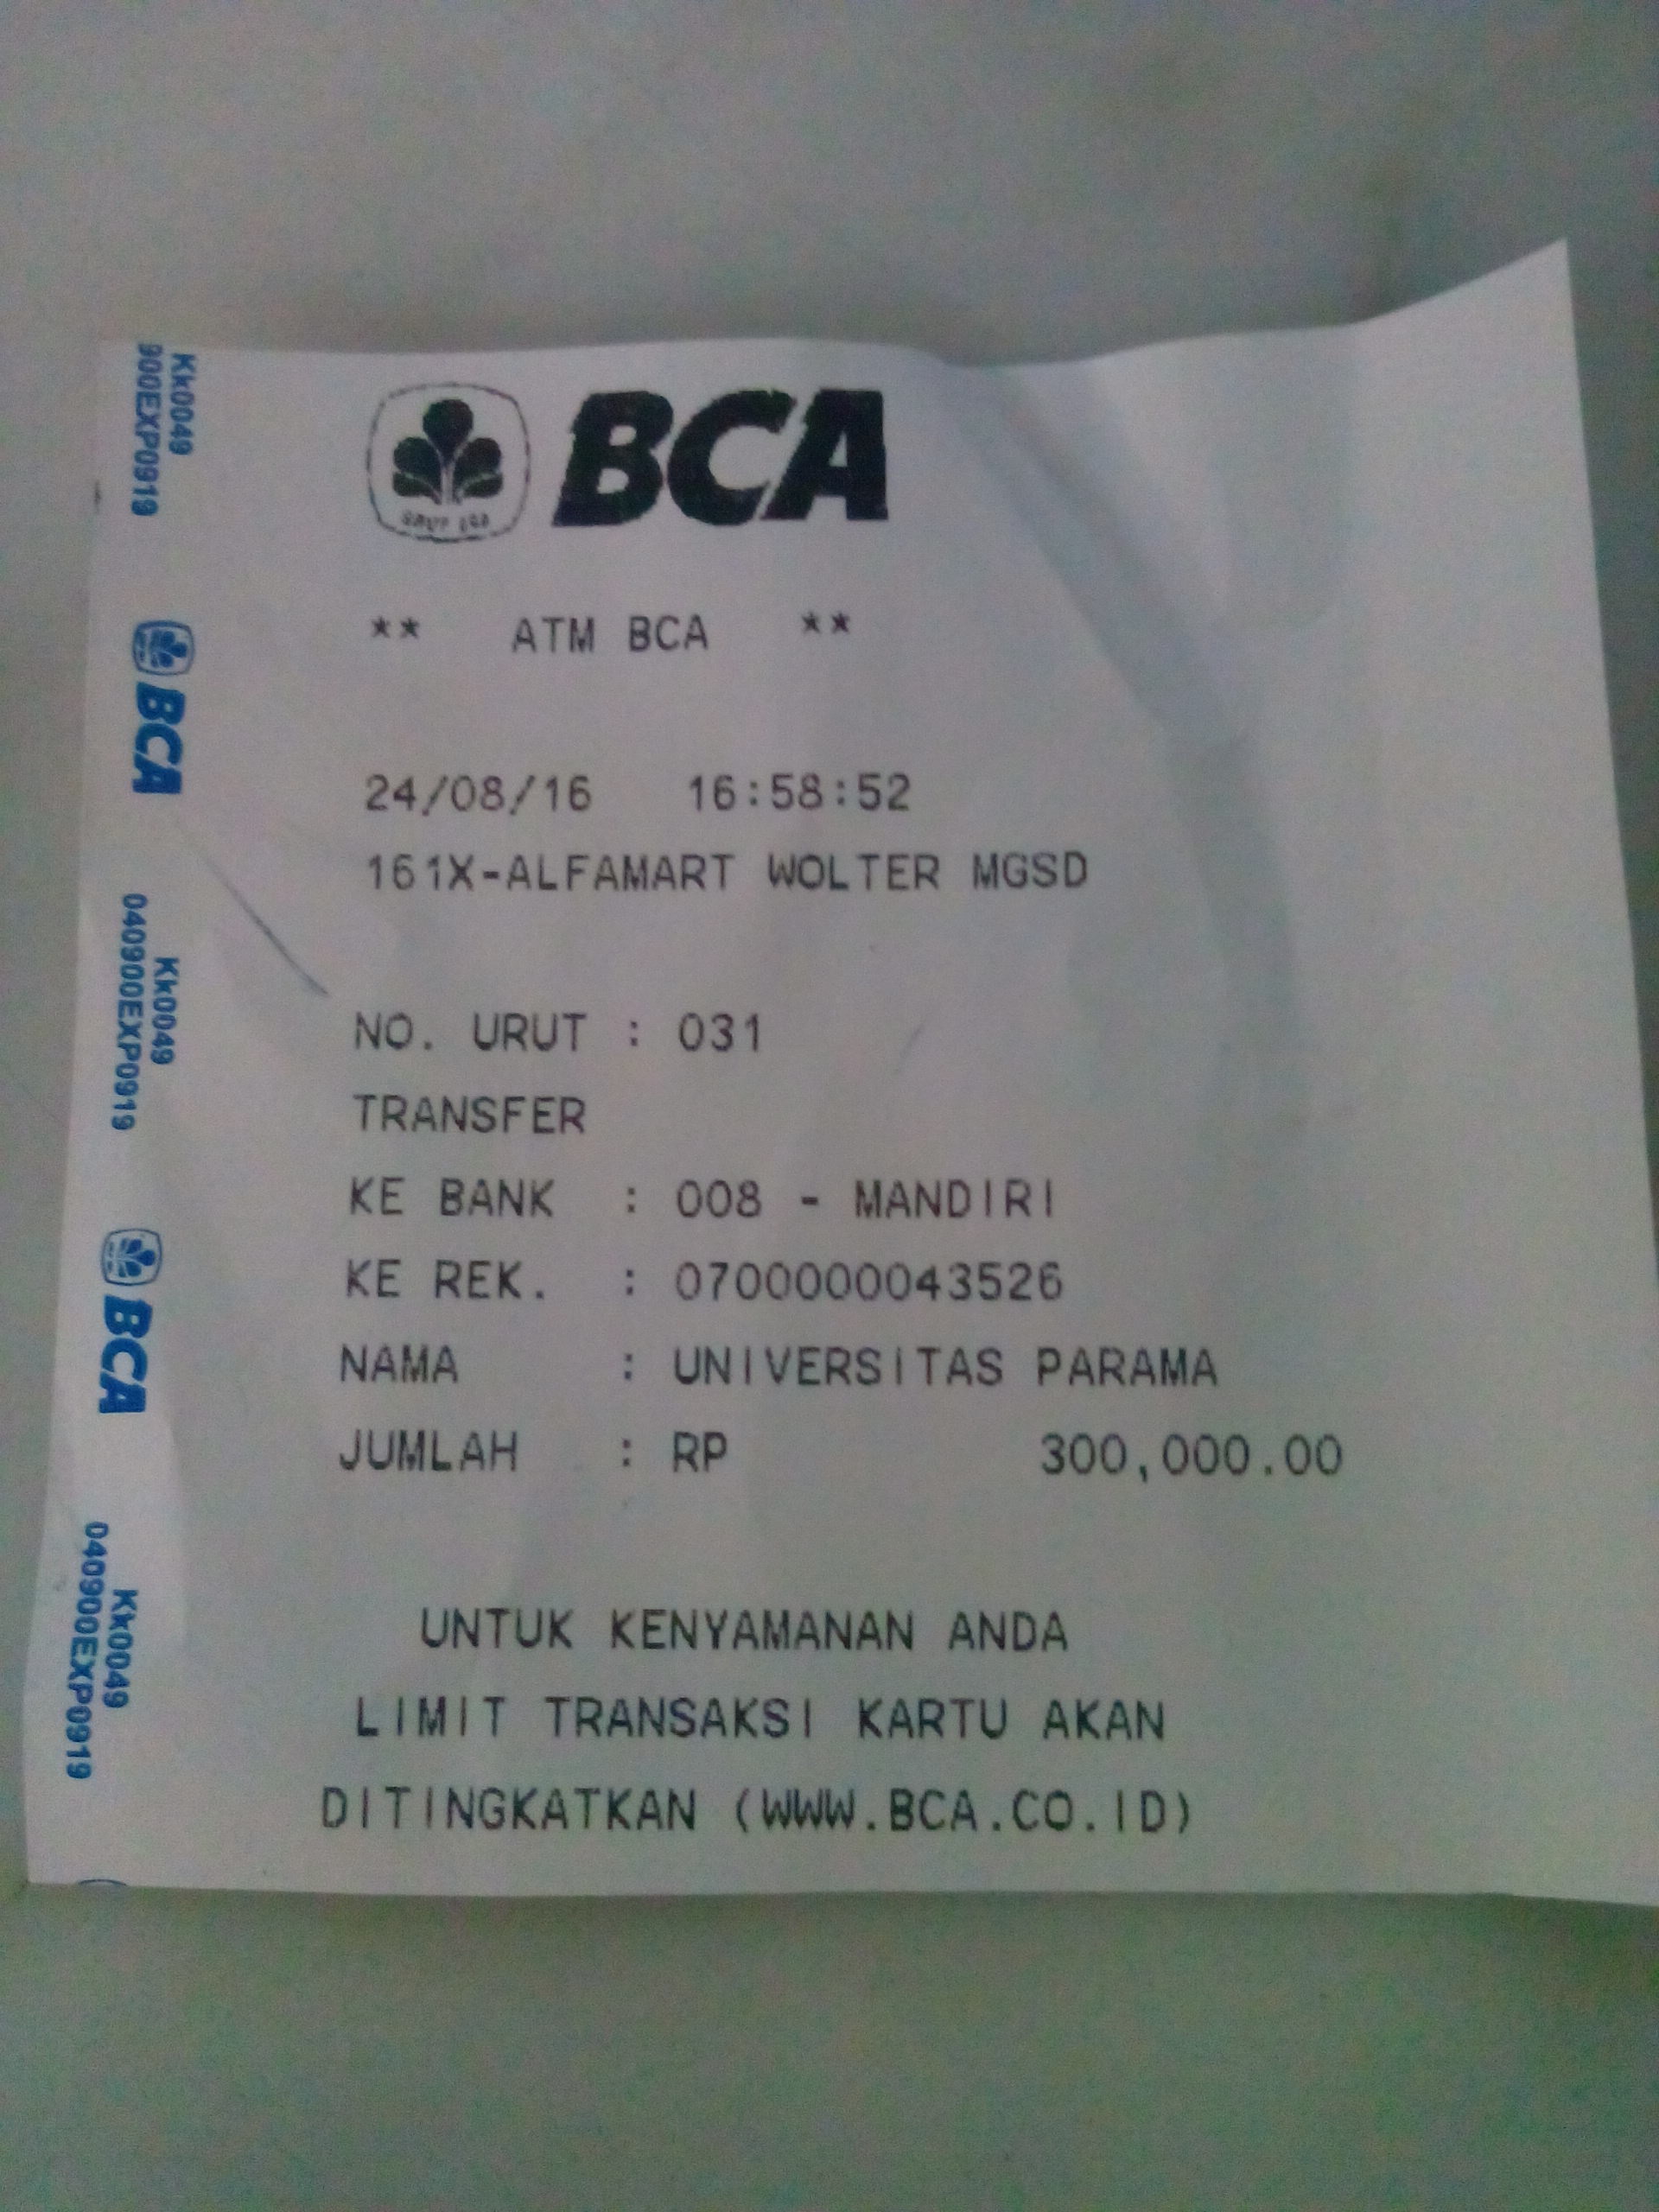 BCA
** ATM BCA **
24/08/16 16:58:52
161X-ALFAMART WOLTER MGSD
NO. URUT : 031
TRANSFER
KE BANK : 008 - MANDIRI
KE REK. : 0700000043526
NAMA : UNIVERSITAS PARAMA
JUMLAH : RP 300,000.00
UNTUK KENYAMANAN ANDA
LIMIT TRANSAKSI KARTU AKAN
DITINGKATKAN (WWW.BCA.CO.ID)
Kk0049
900EXP0919
BCA
Kk0049
040900EXP0919
BCA
Kk0049
040900EXP0919